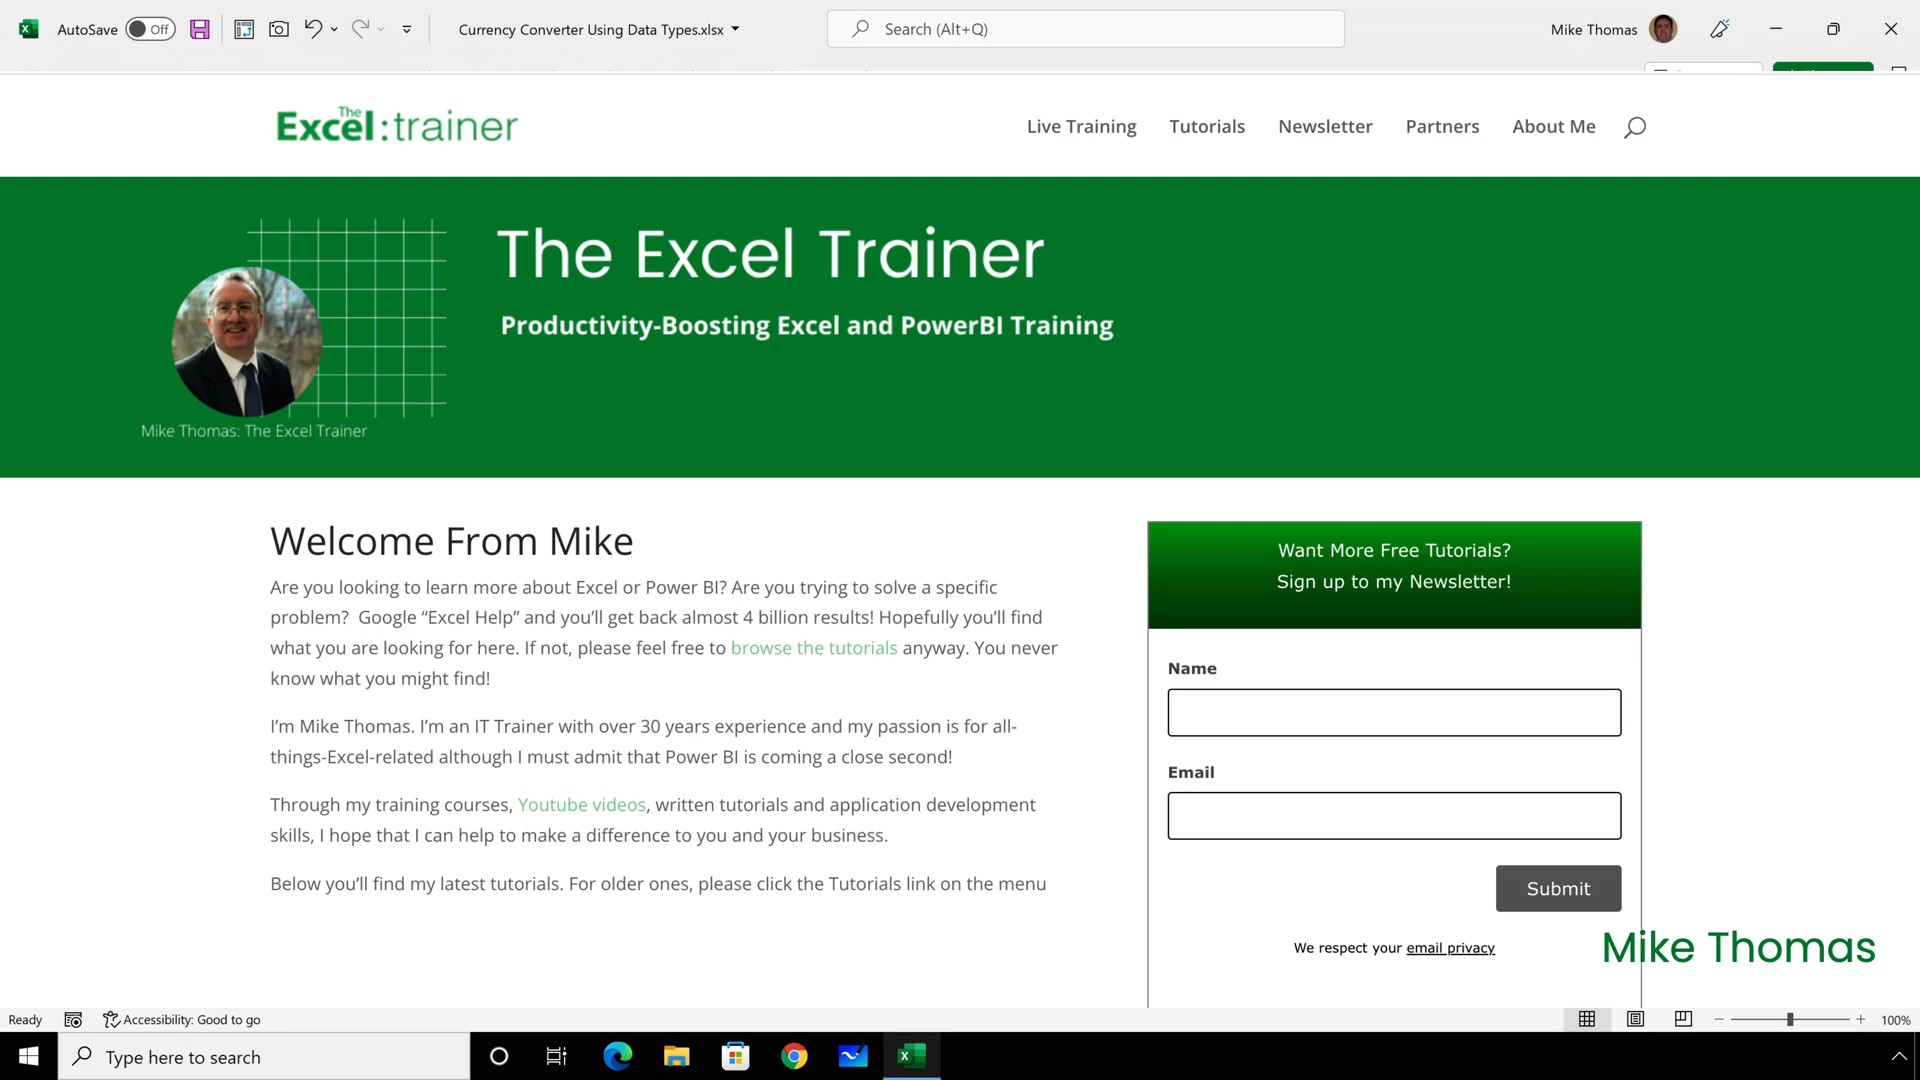 AutoSave Off Currency Converter Using Data Types.xlsx Search (Alt+Q) Mike Thomas
The Excel:trainer Live Training Tutorials Newsletter Partners About Me
The Excel Trainer
Productivity-Boosting Excel and PowerBI Training
Mike Thomas: The Excel Trainer
Welcome From Mike
Are you looking to learn more about Excel or Power BI? Are you trying to solve a specific
problem?  Google “Excel Help” and you’ll get back almost 4 billion results! Hopefully you’ll find
what you are looking for here. If not, please feel free to browse the tutorials anyway. You never
know what you might find!
I’m Mike Thomas. I’m an IT Trainer with over 30 years experience and my passion is for all-
things-Excel-related although I must admit that Power BI is coming a close second!
Through my training courses, Youtube videos, written tutorials and application development
skills, I hope that I can help to make a difference to you and your business.
Below you’ll find my latest tutorials. For older ones, please click the Tutorials link on the menu
Want More Free Tutorials?
Sign up to my Newsletter!
Name
Email
Submit
We respect your email privacy
Mike Thomas
Ready Accessibility: Good to go 100%
Type here to search